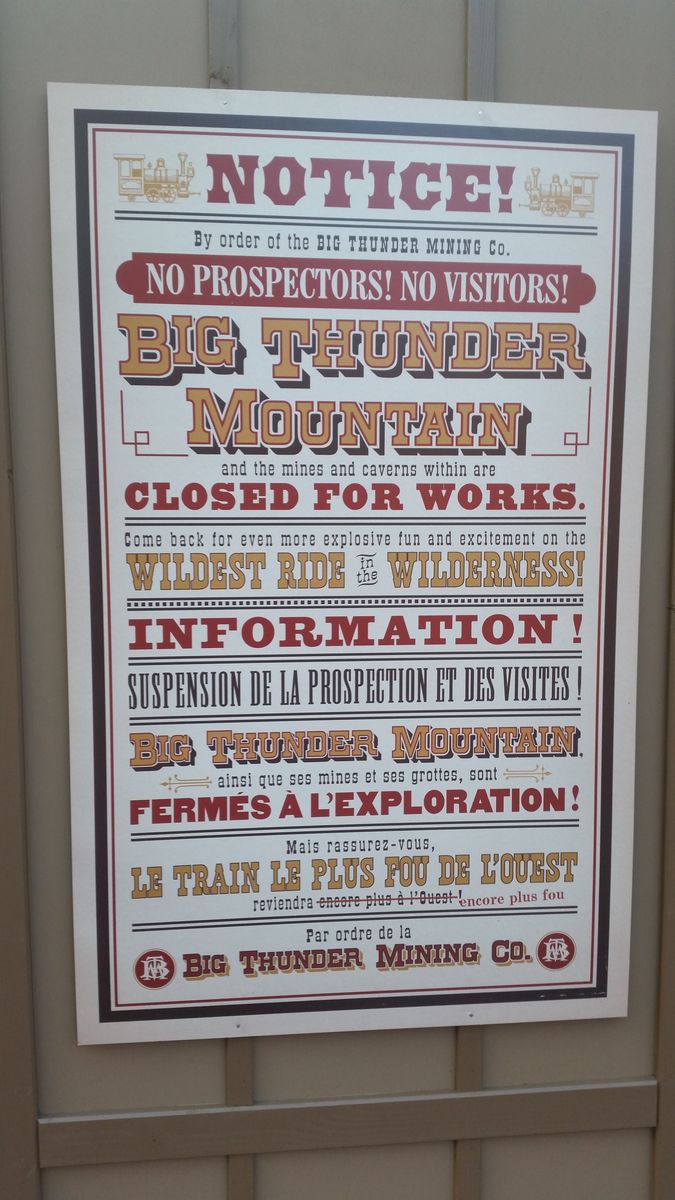 NOTICE!
By order of the BIG THUNDER MINING Co.
NO PROSPECTORS! NO VISITORS!
BIG THUNDER
MOUNTAIN
and the mines and caverns within are
CLOSED FOR WORKS.
Come back for even more explosive fun and excitement on the
WILDEST RIDE in the WILDERNESS!
INFORMATION !
SUSPENSION DE LA PROSPECTION ET DES VISITES !
BIG THUNDER MOUNTAIN,
ainsi que ses mines et ses grottes, sont
FERMÉS À L'EXPLORATION !
Mais rassurez-vous,
LE TRAIN LE PLUS FOU DE L'OUEST
reviendra encore plus à l'Ouest ! encore plus fou
Par ordre de la
BTM BIG THUNDER MINING CO. BTM